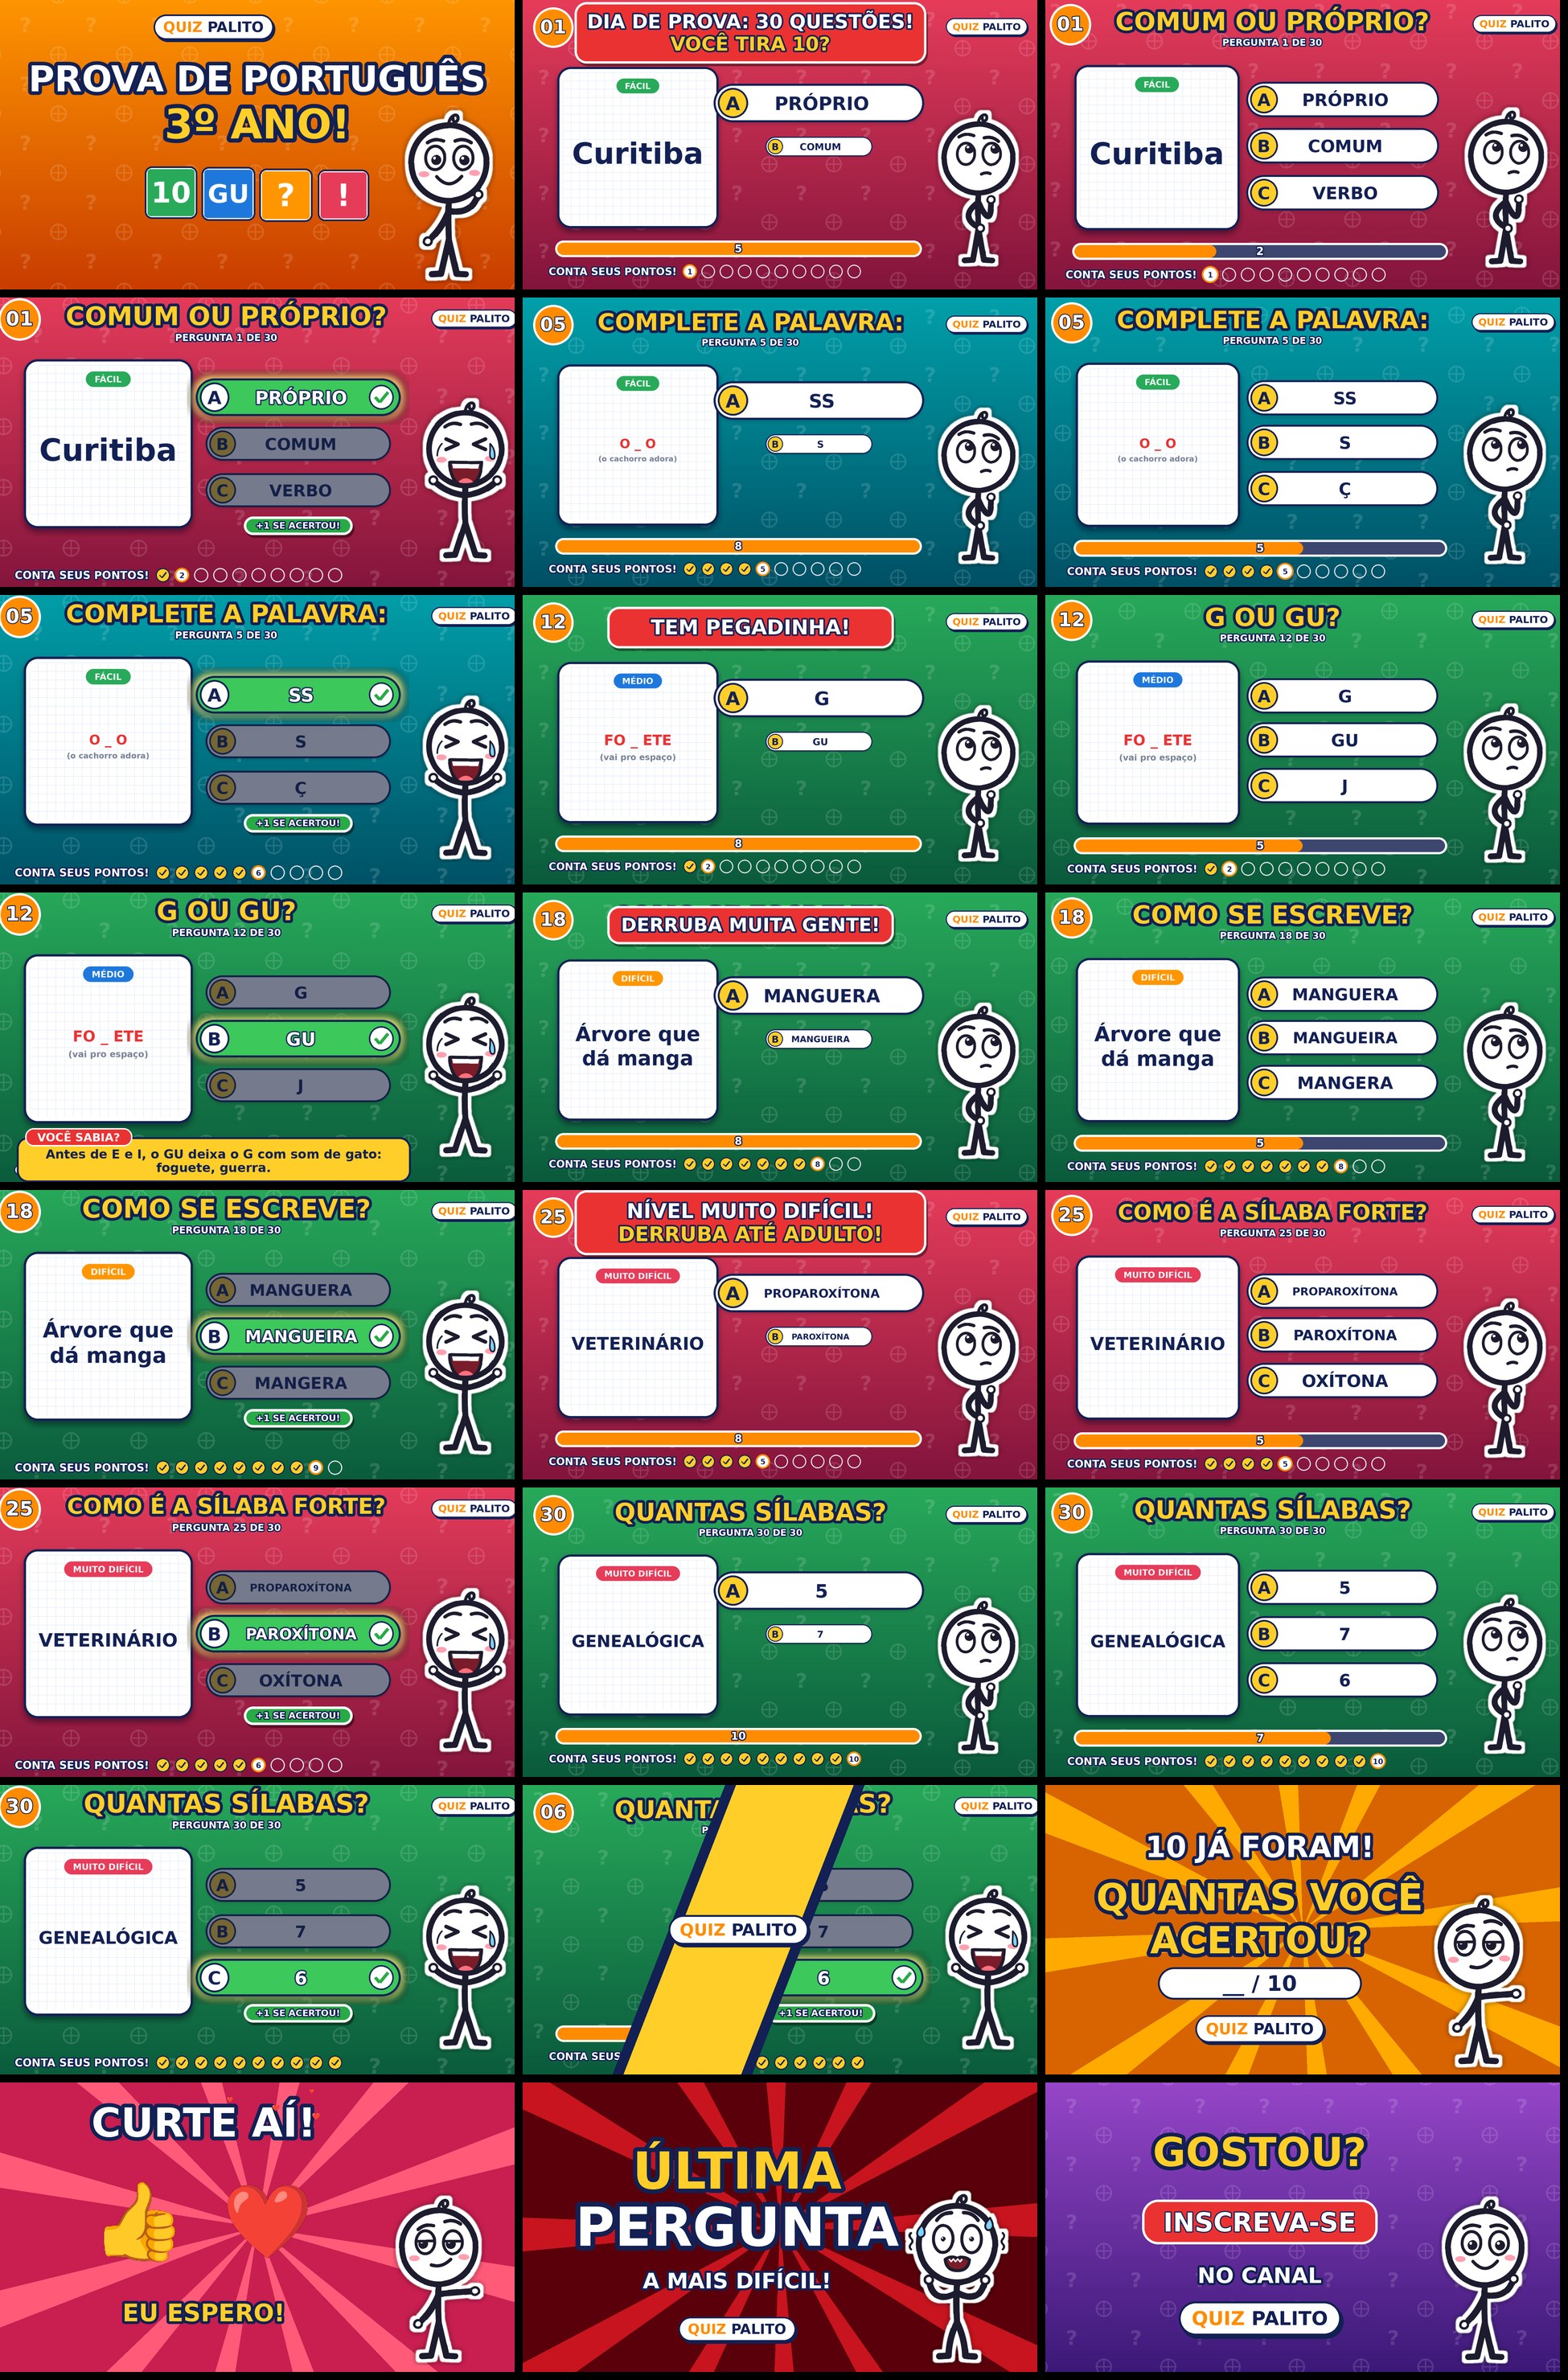 QUIZ PALITO
PROVA DE PORTUGUÊS
3º ANO!
10 GU ? !
01
DIA DE PROVA: 30 QUESTÕES!
VOCÊ TIRA 10?
QUIZ PALITO
FÁCIL
Curitiba
A PRÓPRIO
B COMUM
5
CONTA SEUS PONTOS! 1
01
COMUM OU PRÓPRIO?
QUIZ PALITO
PERGUNTA 1 DE 30
FÁCIL
Curitiba
A PRÓPRIO
B COMUM
C VERBO
2
CONTA SEUS PONTOS! 1
01
COMUM OU PRÓPRIO?
QUIZ PALITO
PERGUNTA 1 DE 30
FÁCIL
Curitiba
A PRÓPRIO
B COMUM
C VERBO
+1 SE ACERTOU!
CONTA SEUS PONTOS! 2
05
COMPLETE A PALAVRA:
QUIZ PALITO
PERGUNTA 5 DE 30
FÁCIL
O _ O
(o cachorro adora)
A SS
B S
8
CONTA SEUS PONTOS! 5
05
COMPLETE A PALAVRA:
QUIZ PALITO
PERGUNTA 5 DE 30
FÁCIL
O _ O
(o cachorro adora)
A SS
B S
C Ç
5
CONTA SEUS PONTOS! 5
05
COMPLETE A PALAVRA:
QUIZ PALITO
PERGUNTA 5 DE 30
FÁCIL
O _ O
(o cachorro adora)
A SS
B S
C Ç
+1 SE ACERTOU!
CONTA SEUS PONTOS! 6
12
TEM PEGADINHA!
QUIZ PALITO
MÉDIO
FO _ ETE
(vai pro espaço)
A G
B GU
8
CONTA SEUS PONTOS! 2
12
G OU GU?
QUIZ PALITO
PERGUNTA 12 DE 30
MÉDIO
FO _ ETE
(vai pro espaço)
A G
B GU
C J
5
CONTA SEUS PONTOS! 2
12
G OU GU?
QUIZ PALITO
PERGUNTA 12 DE 30
MÉDIO
FO _ ETE
(vai pro espaço)
A G
B GU
C J
VOCÊ SABIA?
Antes de E e I, o GU deixa o G com som de gato:
foguete, guerra.
18
DERRUBA MUITA GENTE!
QUIZ PALITO
DIFÍCIL
Árvore que
dá manga
A MANGUERA
B MANGUEIRA
8
CONTA SEUS PONTOS! 8
18
COMO SE ESCREVE?
QUIZ PALITO
PERGUNTA 18 DE 30
DIFÍCIL
Árvore que
dá manga
A MANGUERA
B MANGUEIRA
C MANGERA
5
CONTA SEUS PONTOS! 8
18
COMO SE ESCREVE?
QUIZ PALITO
PERGUNTA 18 DE 30
DIFÍCIL
Árvore que
dá manga
A MANGUERA
B MANGUEIRA
C MANGERA
+1 SE ACERTOU!
CONTA SEUS PONTOS! 9
25
NÍVEL MUITO DIFÍCIL!
DERRUBA ATÉ ADULTO!
QUIZ PALITO
MUITO DIFÍCIL
VETERINÁRIO
A PROPAROXÍTONA
B PAROXÍTONA
8
CONTA SEUS PONTOS! 5
25
COMO É A SÍLABA FORTE?
QUIZ PALITO
PERGUNTA 25 DE 30
MUITO DIFÍCIL
VETERINÁRIO
A PROPAROXÍTONA
B PAROXÍTONA
C OXÍTONA
5
CONTA SEUS PONTOS! 5
25
COMO É A SÍLABA FORTE?
QUIZ PALITO
PERGUNTA 25 DE 30
MUITO DIFÍCIL
VETERINÁRIO
A PROPAROXÍTONA
B PAROXÍTONA
C OXÍTONA
+1 SE ACERTOU!
CONTA SEUS PONTOS! 6
30
QUANTAS SÍLABAS?
QUIZ PALITO
PERGUNTA 30 DE 30
MUITO DIFÍCIL
GENEALÓGICA
A 5
B 7
10
CONTA SEUS PONTOS! 10
30
QUANTAS SÍLABAS?
QUIZ PALITO
PERGUNTA 30 DE 30
MUITO DIFÍCIL
GENEALÓGICA
A 5
B 7
C 6
7
CONTA SEUS PONTOS! 10
30
QUANTAS SÍLABAS?
QUIZ PALITO
PERGUNTA 30 DE 30
MUITO DIFÍCIL
GENEALÓGICA
A 5
B 7
C 6
+1 SE ACERTOU!
CONTA SEUS PONTOS!
06
QUANT AS?
QUIZ PALITO
P
7
QUIZ PALITO
6
+1 SE ACERTOU!
CONTA SEUS
10 JÁ FORAM!
QUANTAS VOCÊ
ACERTOU?
__ / 10
QUIZ PALITO
CURTE AÍ!
EU ESPERO!
ÚLTIMA
PERGUNTA
A MAIS DIFÍCIL!
QUIZ PALITO
GOSTOU?
INSCREVA-SE
NO CANAL
QUIZ PALITO